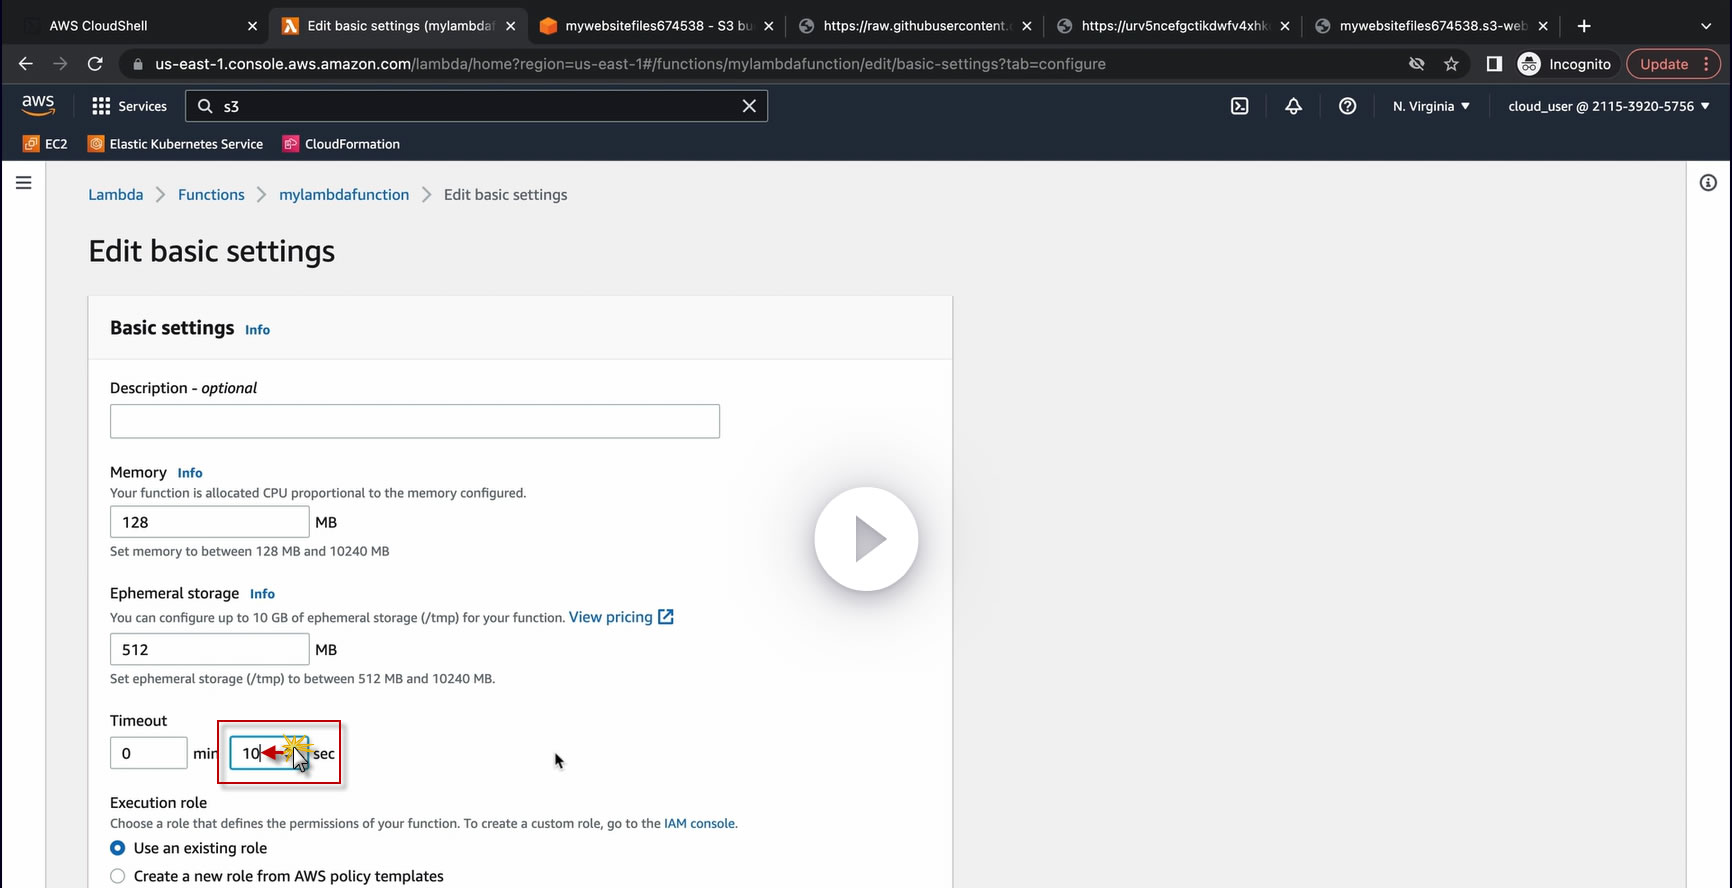 AWS CloudShell
Edit basic settings (mylambdaf
mywebsitefiles674538 - S3 bu
https://raw.githubusercontent.
https://urv5ncefgctikdwfv4xhk
mywebsitefiles674538.s3-web
us-east-1.console.aws.amazon.com/lambda/home?region=us-east-1#/functions/mylambdafunction/edit/basic-settings?tab=configure
Incognito
Update
aws
Services
s3
N. Virginia
cloud_user @ 2115-3920-5756
EC2
Elastic Kubernetes Service
CloudFormation
Lambda > Functions > mylambdafunction > Edit basic settings
Edit basic settings
Basic settings Info
Description - optional
Memory Info
Your function is allocated CPU proportional to the memory configured.
128 MB
Set memory to between 128 MB and 10240 MB
Ephemeral storage Info
You can configure up to 10 GB of ephemeral storage (/tmp) for your function. View pricing
512 MB
Set ephemeral storage (/tmp) to between 512 MB and 10240 MB.
Timeout
0 min 10 sec
Execution role
Choose a role that defines the permissions of your function. To create a custom role, go to the IAM console.
Use an existing role
Create a new role from AWS policy templates